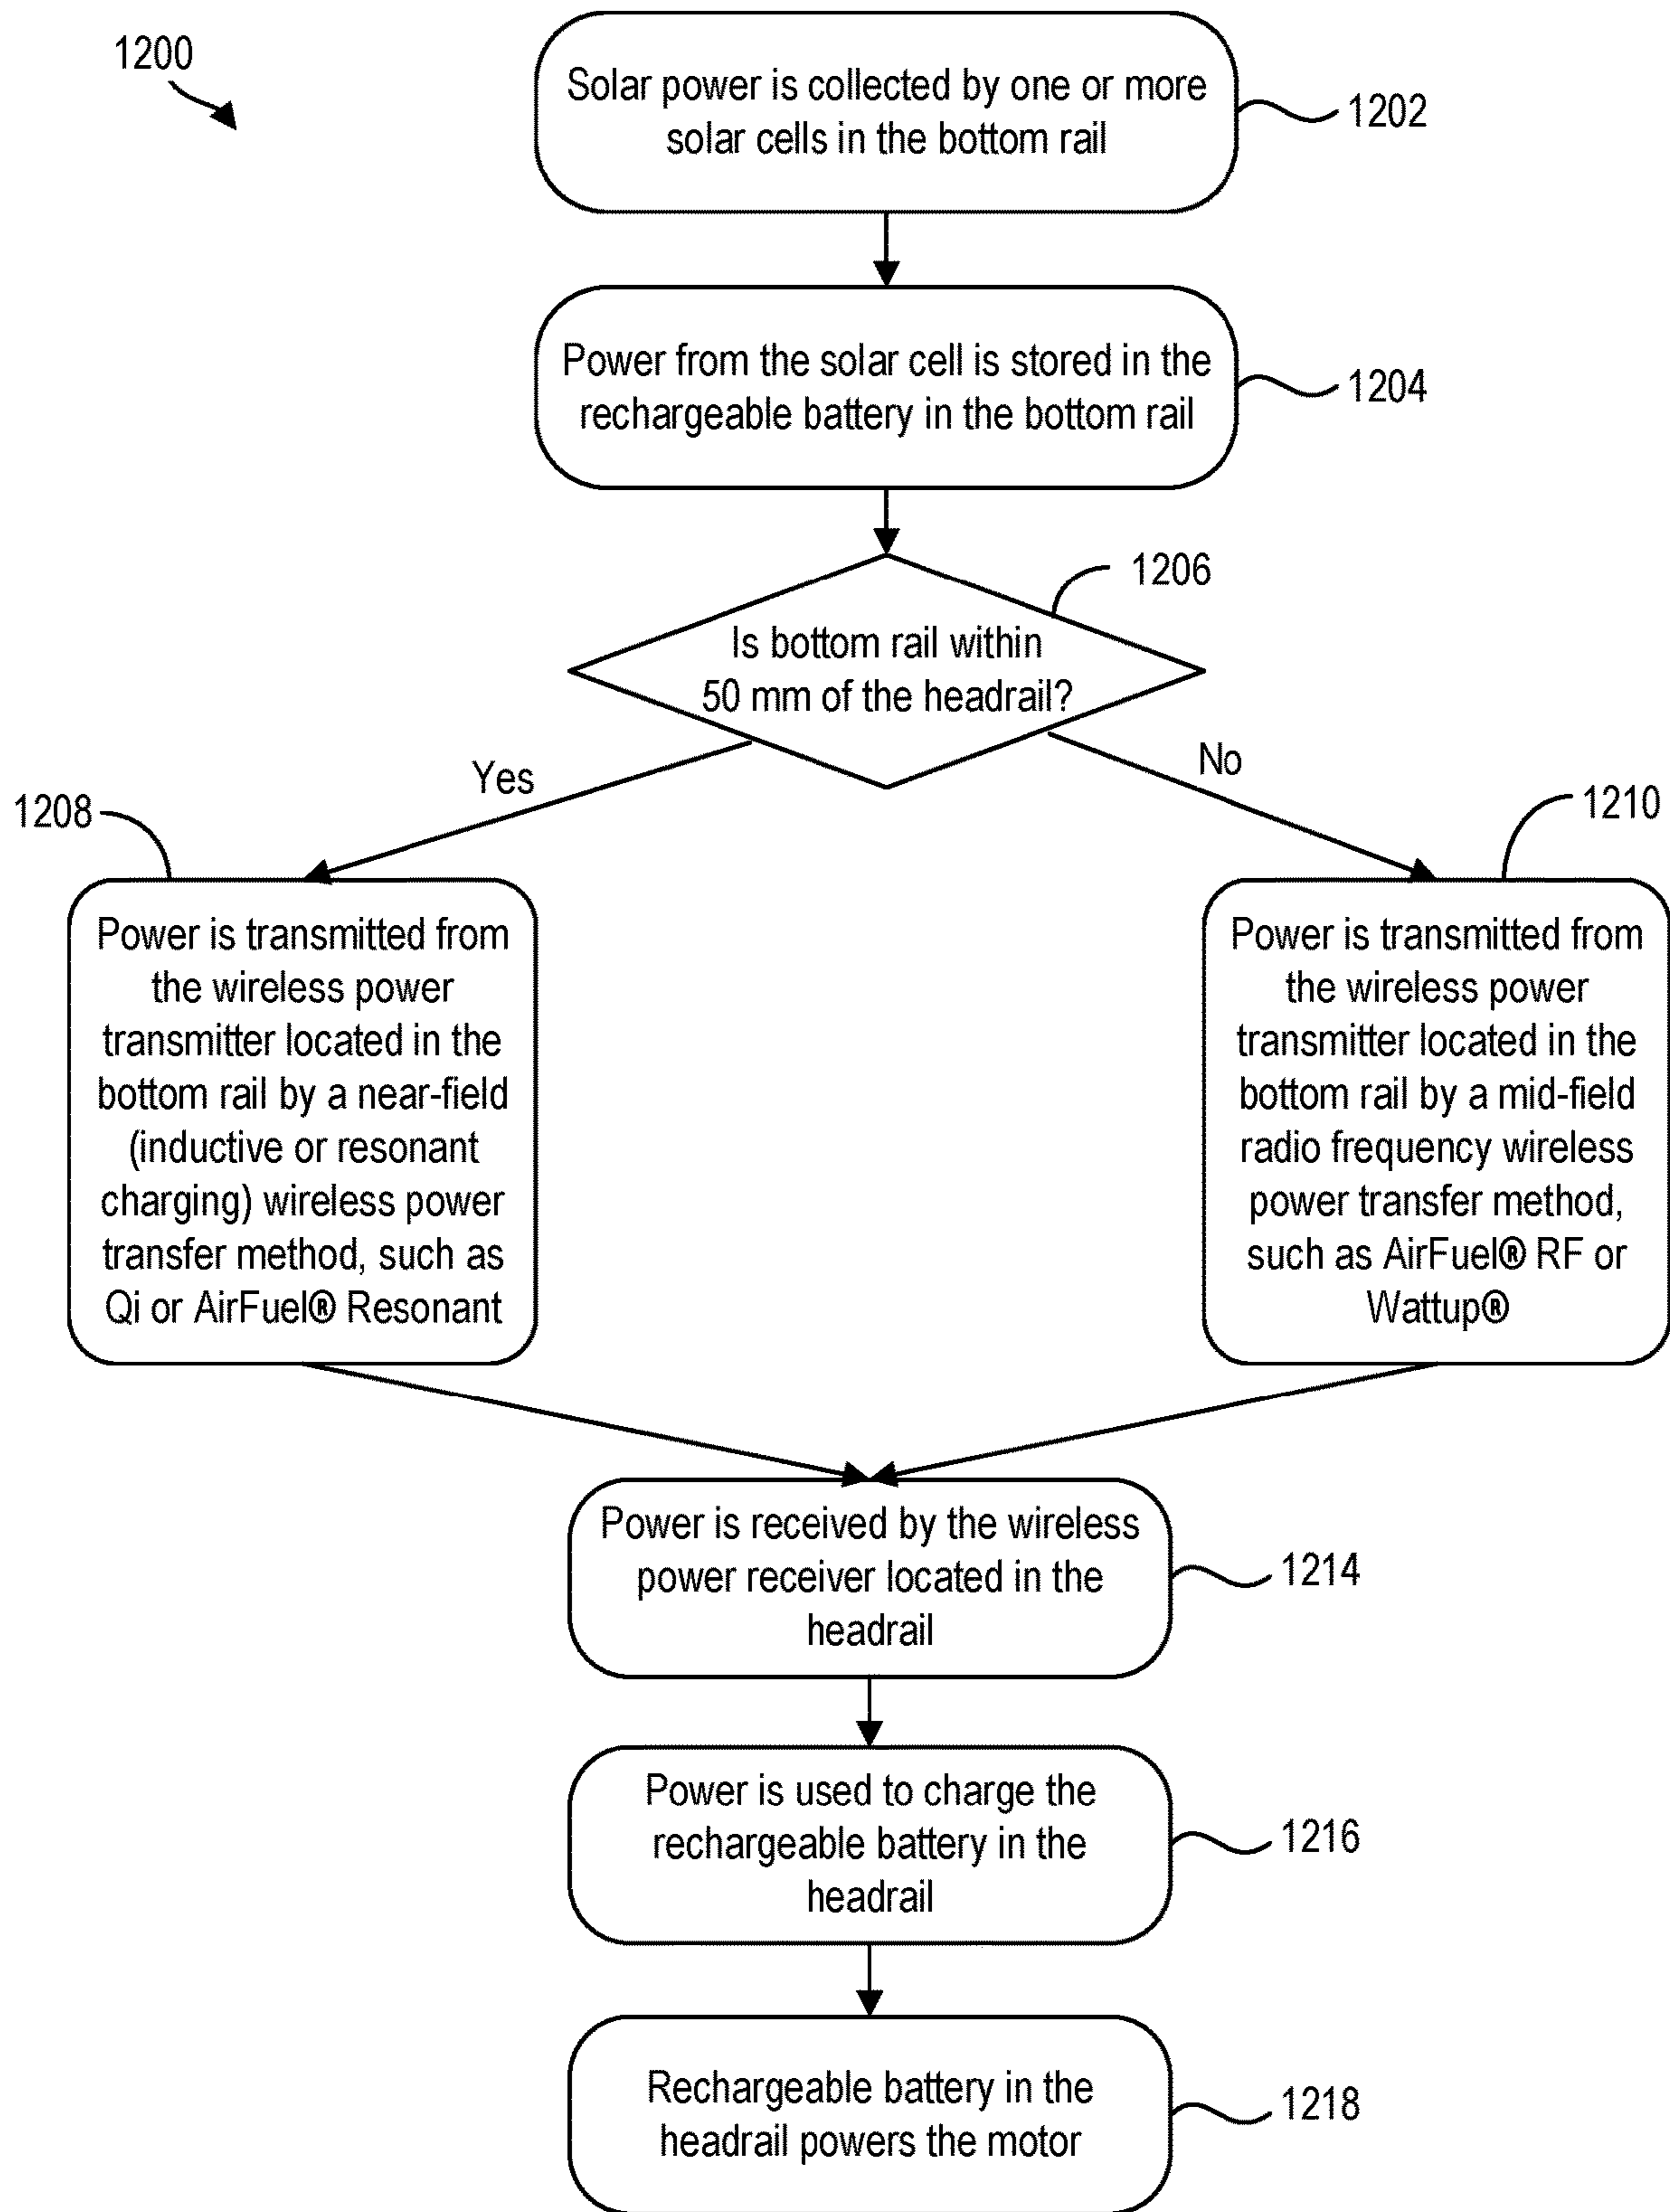 1200
Solar power is collected by one or more
solar cells in the bottom rail
1202
Power from the solar cell is stored in the
rechargeable battery in the bottom rail
1204
1206
Is bottom rail within
50 mm of the headrail?
Yes
No
1208
1210
Power is transmitted from
the wireless power
transmitter located in the
bottom rail by a near-field
(inductive or resonant
charging) wireless power
transfer method, such as
Qi or AirFuel® Resonant
Power is transmitted from
the wireless power
transmitter located in the
bottom rail by a mid-field
radio frequency wireless
power transfer method,
such as AirFuel® RF or
Wattup®
Power is received by the wireless
power receiver located in the
headrail
1214
Power is used to charge the
rechargeable battery in the
headrail
1216
Rechargeable battery in the
headrail powers the motor
1218